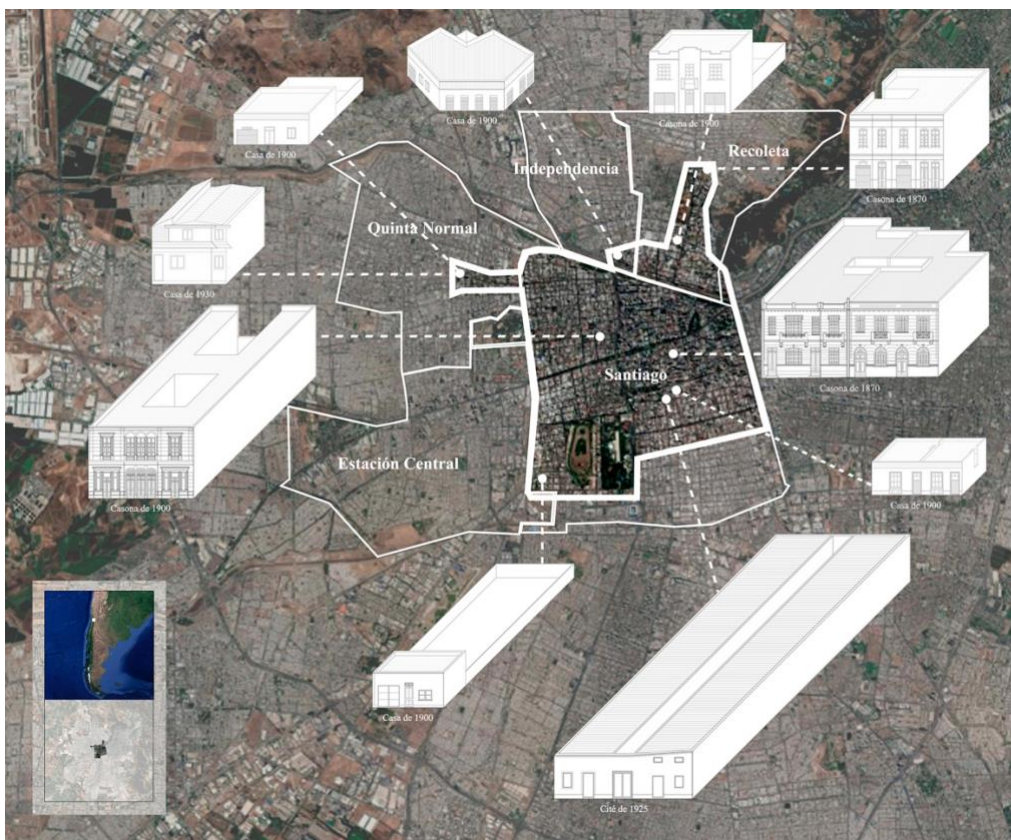 Casa de 1900
Casa de 1900
Casona de 1900
Casona de 1870
Independencia
Recoleta
Quinta Normal
Casa de 1930
Santiago
Casona de 1870
Estación Central
Casona de 1900
Casa de 1900
Casa de 1900
Cité de 1925